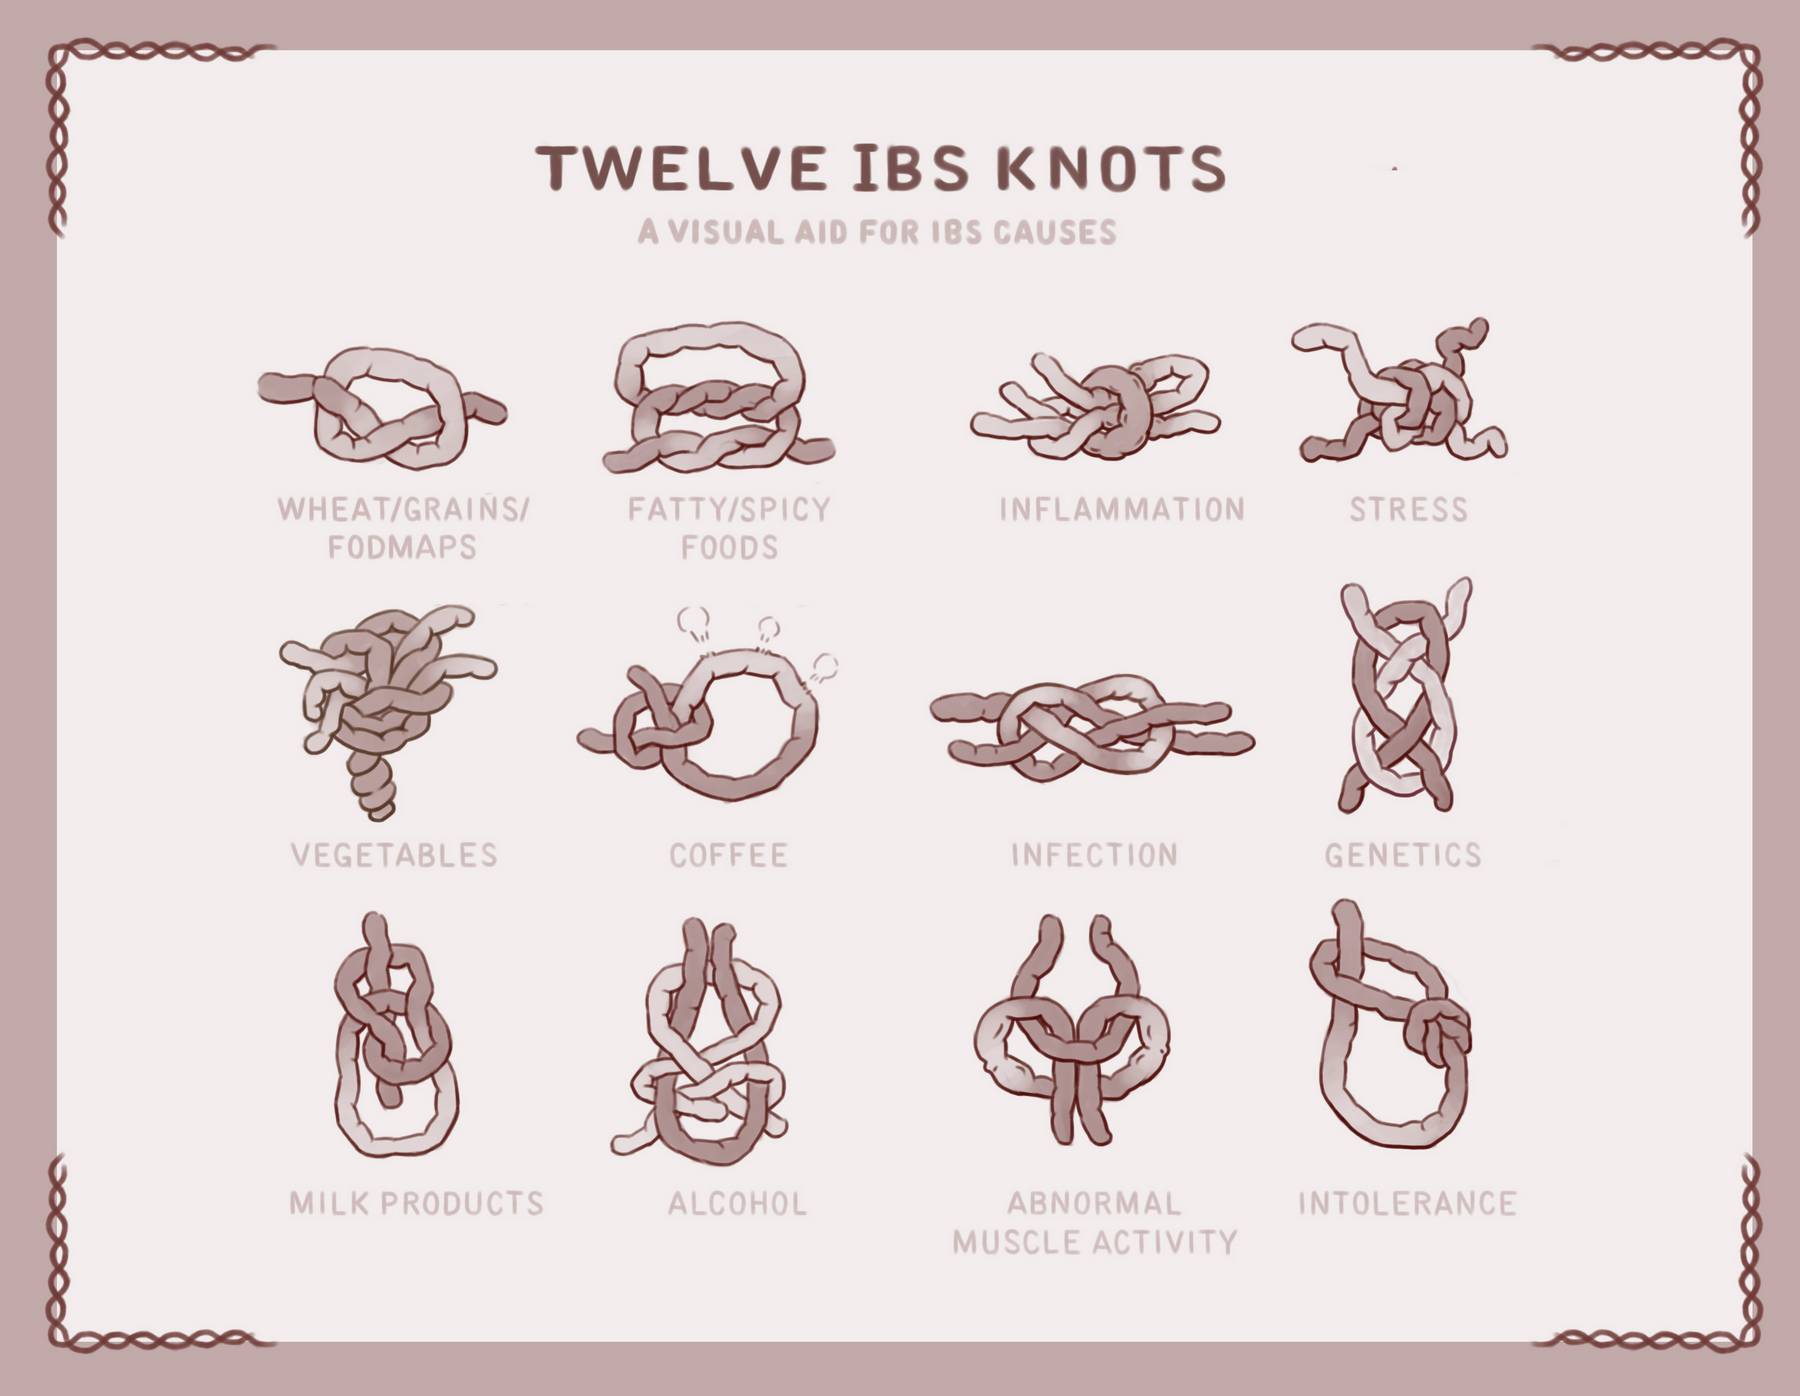 TWELVE IBS KNOTS
A VISUAL AID FOR IBS CAUSES
WHEAT/GRAINS/
FODMAPS
FATTY/SPICY
FOODS
INFLAMMATION
STRESS
VEGETABLES
COFFEE
INFECTION
GENETICS
MILK PRODUCTS
ALCOHOL
ABNORMAL
MUSCLE ACTIVITY
INTOLERANCE